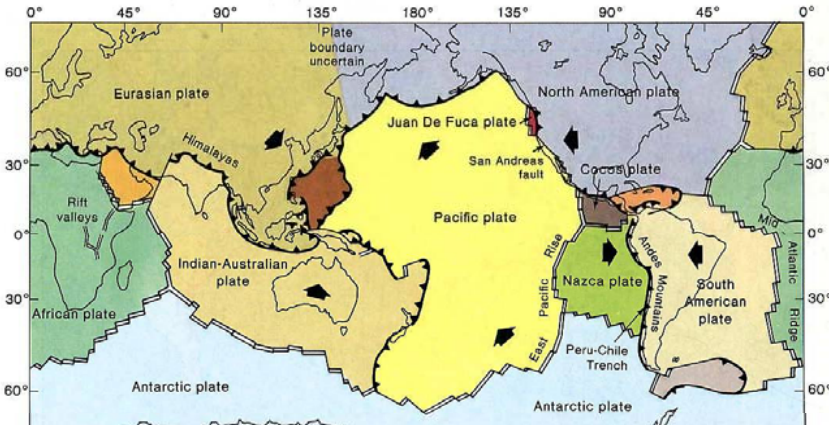 0° 45° 90° 135° 180° 135° 90° 45° 0°
Plate
boundary
uncertain
60° 60°
Eurasian plate
North American plate
Juan De Fuca plate
Himalayas
San Andreas
fault
30° 30°
Cocos plate
Rift
valleys
Pacific plate
Mid
Atlantic
Ridge
0° 0°
East
Pacific
Rise
Andes
Mountains
Indian-Australian
plate
Nazca plate
South
American
plate
30° 30°
African plate
Peru-Chile
Trench
60° 60°
Antarctic plate
Antarctic plate